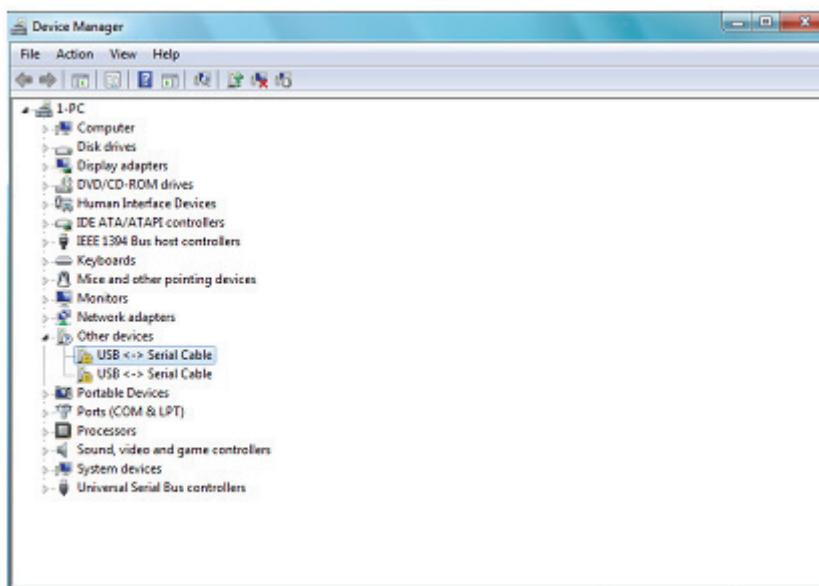 Device Manager
File Action View Help
1-PC
Computer
Disk drives
Display adapters
DVD/CD-ROM drives
Human Interface Devices
IDE ATA/ATAPI controllers
IEEE 1394 Bus host controllers
Keyboards
Mice and other pointing devices
Monitors
Network adapters
Other devices
USB <-> Serial Cable
USB <-> Serial Cable
Portable Devices
Ports (COM & LPT)
Processors
Sound, video and game controllers
System devices
Universal Serial Bus controllers